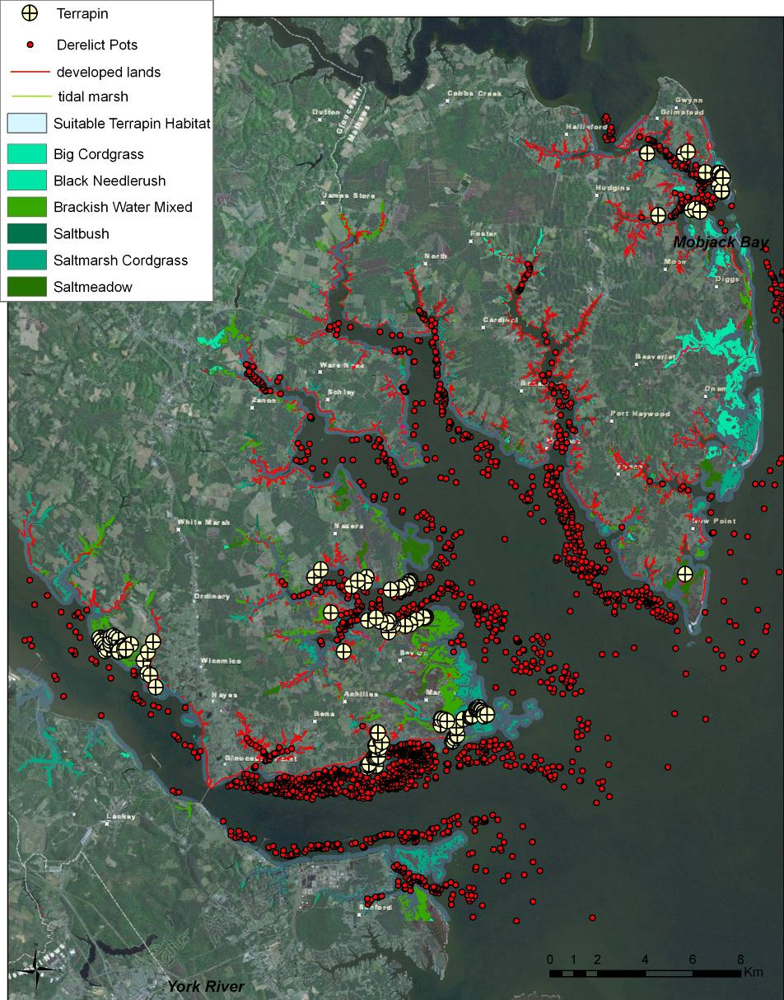 Terrapin
Derelict Pots
developed lands
tidal marsh
Suitable Terrapin Habitat
Big Cordgrass
Black Needlerush
Brackish Water Mixed
Saltbush
Saltmarsh Cordgrass
Saltmeadow
Gwynn
Cobbs Creek
Grimstead
Dutton
Gloucester
Mathews
Hallieford
Hudgins
James Store
Foster
Mobjack Bay
North
Moon
Diggs
Cardinal
Beaverlet
Ware Neck
Schley
Onem
Zanoni
Port Haywood
White Marsh
Naxera
New Point
Ordinary
Wicomico
Hayes
Achilles
Bena
Lackey
Seaford
N
0 1 2 4 6 8
Km
York River